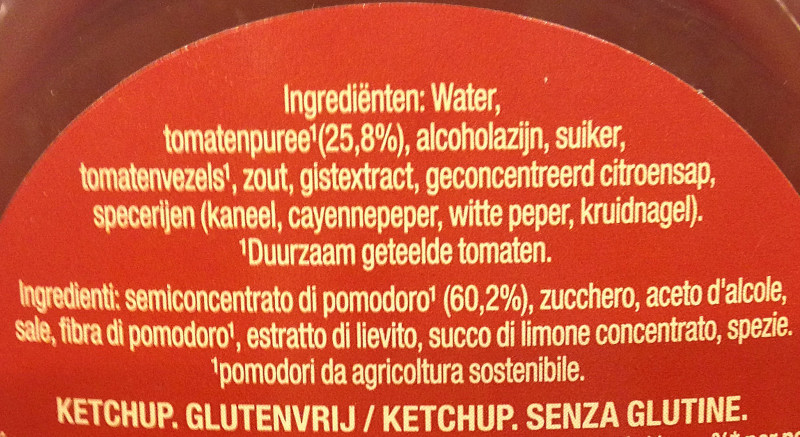 Ingrediënten: Water,
tomatenpuree¹(25,8%), alcoholazijn, suiker,
tomatenvezels¹, zout, gistextract, geconcentreerd citroensap,
specerijen (kaneel, cayennepeper, witte peper, kruidnagel).
¹Duurzaam geteelde tomaten.
Ingredienti: semiconcentrato di pomodoro¹ (60,2%), zucchero, aceto d'alcole,
sale, fibra di pomodoro¹, estratto di lievito, succo di limone concentrato, spezie.
¹pomodori da agricoltura sostenibile.
KETCHUP. GLUTENVRIJ / KETCHUP. SENZA GLUTINE.